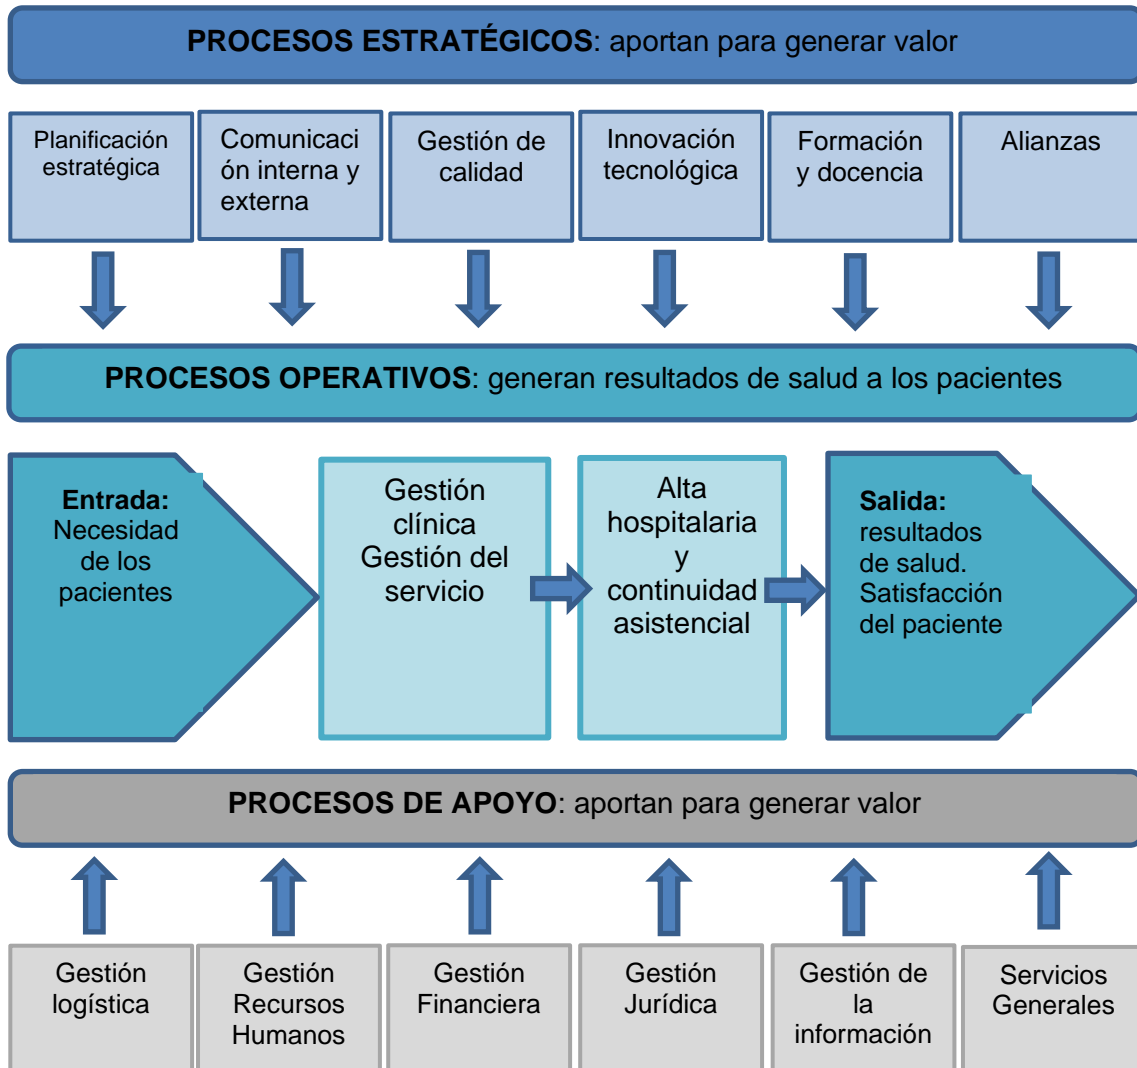 PROCESOS ESTRATÉGICOS: aportan para generar valor
Planificación
estratégica
Comunicaci
ón interna y
externa
Gestión de
calidad
Innovación
tecnológica
Formación
y docencia
Alianzas
PROCESOS OPERATIVOS: generan resultados de salud a los pacientes
Entrada:
Necesidad
de los
pacientes
Gestión
clínica
Gestión del
servicio
Alta
hospitalaria
y
continuidad
asistencial
Salida:
resultados
de salud.
Satisfacción
del paciente
PROCESOS DE APOYO: aportan para generar valor
Gestión
logística
Gestión
Recursos
Humanos
Gestión
Financiera
Gestión
Jurídica
Gestión de
la
información
Servicios
Generales